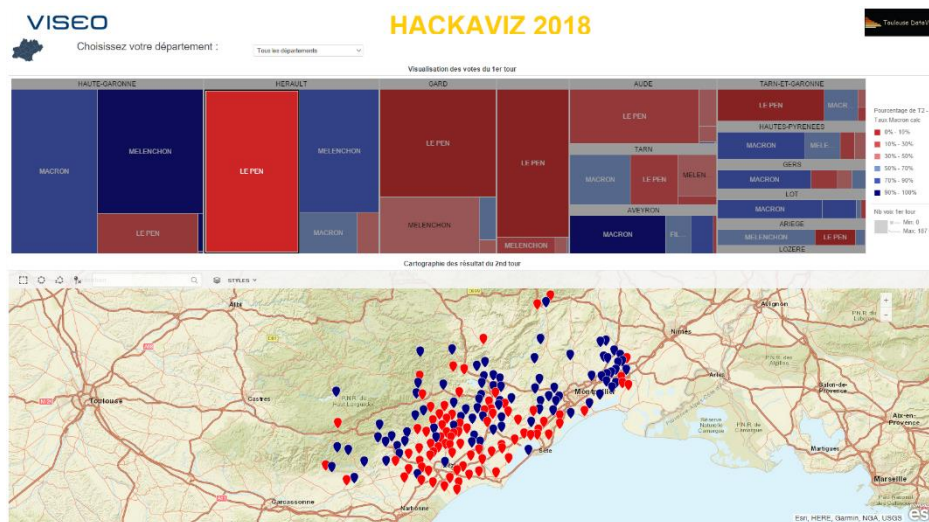 VISEO
HACKAVIZ 2018
Toulouse DataV
Choisissez votre département :
Tous les départements
Visualisation des votes du 1er tour
HAUTE-GARONNE
HERAULT
GARD
AUDE
TARN-ET-GARONNE
MACRON
MELENCHON
LE PEN
LE PEN
MELENCHON
MACRON
LE PEN
MELENCHON
LE PEN
MELENCHON
LE PEN
TARN
MACRON
LE PEN
MELEN...
AVEYRON
MACRON
FIL...
LE PEN
MACR...
HAUTES-PYRENEES
MACRON
MELE...
GERS
MACRON
LOT
MACRON
ARIEGE
MELENCHON
LE PEN
LOZERE
Pourcentage de T2 -
Taux Macron calc
0% - 10%
10% - 30%
30% - 50%
50% - 70%
70% - 90%
90% - 100%
Nb voix 1er tour
Min: 0
Max: 167
Cartographie des résultat du 2nd tour
STYLES
Albi
Avignon
Nîmes
Toulouse
Castres
Montpellier
Arles
Salon-de-Provence
Aix-en-Provence
Sète
Martigues
Carcassonne
Narbonne
Marseille
Esri, HERE, Garmin, NGA, USGS
esri